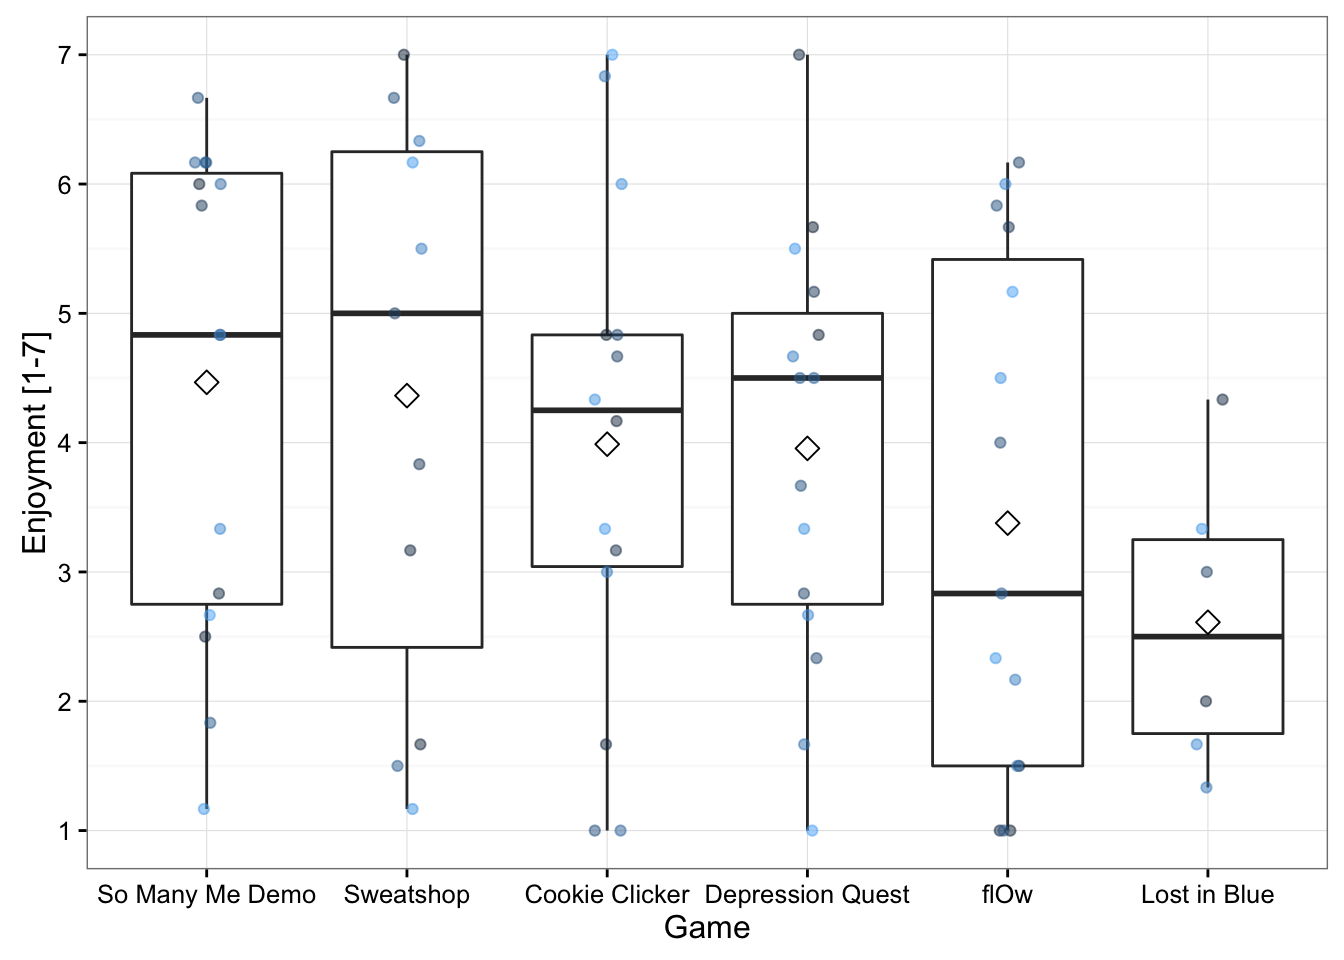 7
6
5
4
3
2
1
Enjoyment [1-7]
So Many Me Demo Sweatshop Cookie Clicker Depression Quest flOw Lost in Blue
Game